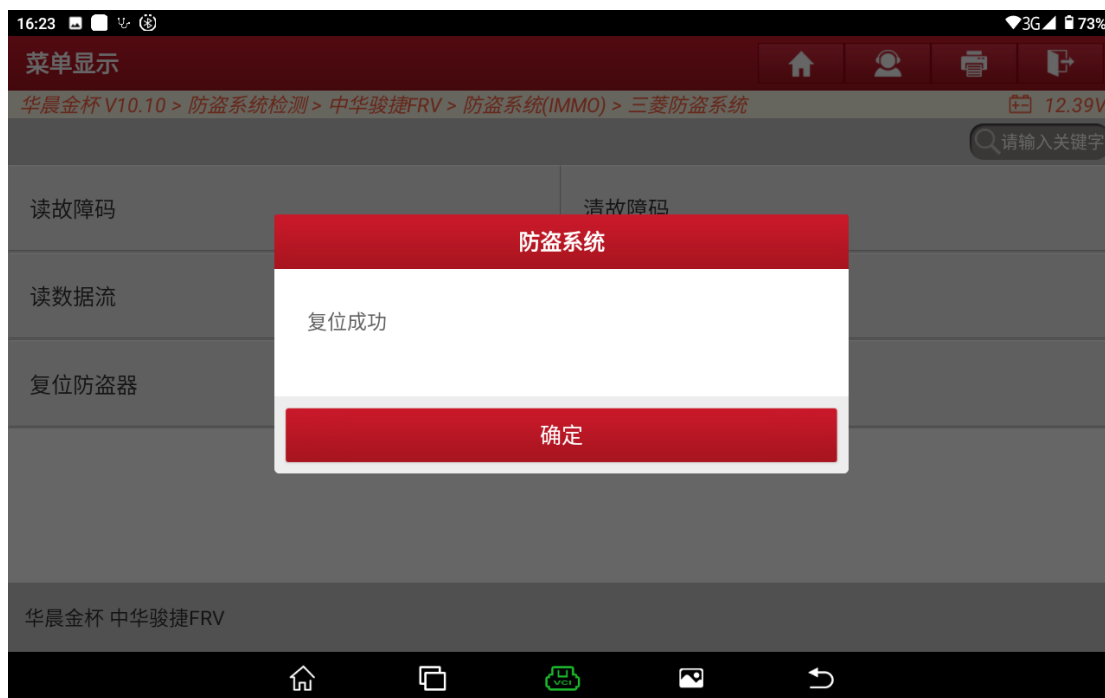 16:23 3G 73%
菜单显示
华晨金杯 V10.10 > 防盗系统检测 > 中华骏捷FRV > 防盗系统(IMMO) > 三菱防盗系统 12.39V
请输入关键字
读故障码 清故障码
防盗系统
读数据流
复位成功
复位防盗器
确定
华晨金杯 中华骏捷FRV
VCI